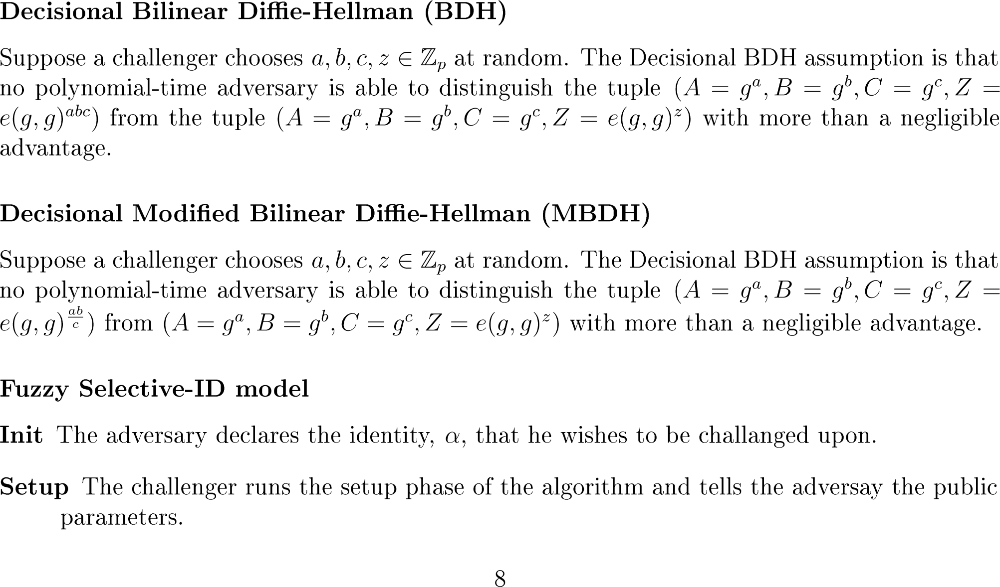 Decisional Bilinear Diffie-Hellman (BDH)
Suppose a challenger chooses $a, b, c, z \in \mathbb{Z}_p$ at random. The Decisional BDH assumption is that
no polynomial-time adversary is able to distinguish the tuple $(A = g^a, B = g^b, C = g^c, Z =$
$e(g, g)^{abc})$ from the tuple $(A = g^a, B = g^b, C = g^c, Z = e(g, g)^z)$ with more than a negligible
advantage.
Decisional Modified Bilinear Diffie-Hellman (MBDH)
Suppose a challenger chooses $a, b, c, z \in \mathbb{Z}_p$ at random. The Decisional BDH assumption is that
no polynomial-time adversary is able to distinguish the tuple $(A = g^a, B = g^b, C = g^c, Z =$
$e(g, g)^{\frac{ab}{c}})$ from $(A = g^a, B = g^b, C = g^c, Z = e(g, g)^z)$ with more than a negligible advantage.
Fuzzy Selective-ID model
Init The adversary declares the identity, $\alpha$, that he wishes to be challanged upon.
Setup The challenger runs the setup phase of the algorithm and tells the adversay the public
parameters.
8